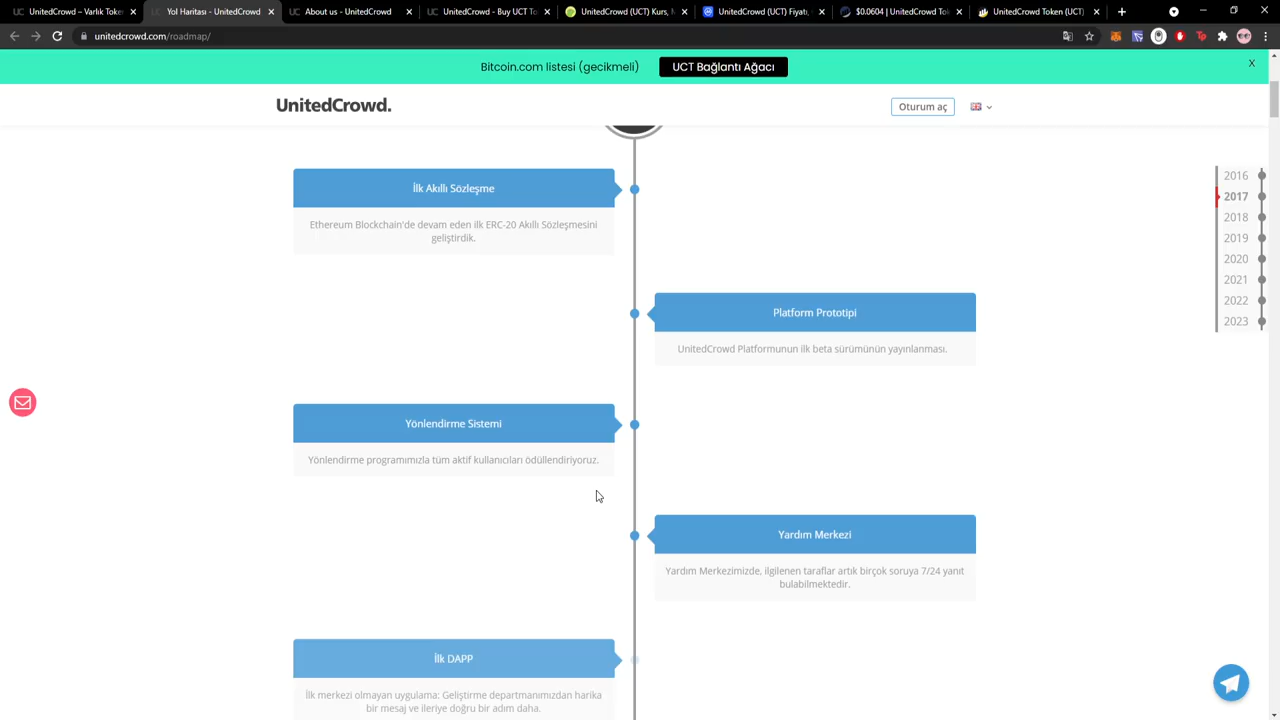 UnitedCrowd – Varlık Token
Yol Haritası - UnitedCrowd
About us - UnitedCrowd
UnitedCrowd - Buy UCT To
UnitedCrowd (UCT) Kurs, M
UnitedCrowd (UCT) Fiyatı,
$0.0604 | UnitedCrowd Tok
UnitedCrowd Token (UCT)
unitedcrowd.com/roadmap/
Bitcoin.com listesi (gecikmeli)
UCT Bağlantı Ağacı
X
UnitedCrowd.
Oturum aç
İlk Akıllı Sözleşme
Ethereum Blockchain'de devam eden ilk ERC-20 Akıllı Sözleşmesini
geliştirdik.
Platform Prototipi
UnitedCrowd Platformunun ilk beta sürümünün yayınlanması.
Yönlendirme Sistemi
Yönlendirme programımızla tüm aktif kullanıcıları ödüllendiriyoruz.
Yardım Merkezi
Yardım Merkezimizde, ilgilenen taraflar artık birçok soruya 7/24 yanıt
bulabilmektedir.
İlk DAPP
İlk merkezi olmayan uygulama: Geliştirme departmanımızdan harika
bir mesaj ve ileriye doğru bir adım daha.
2016
2017
2018
2019
2020
2021
2022
2023